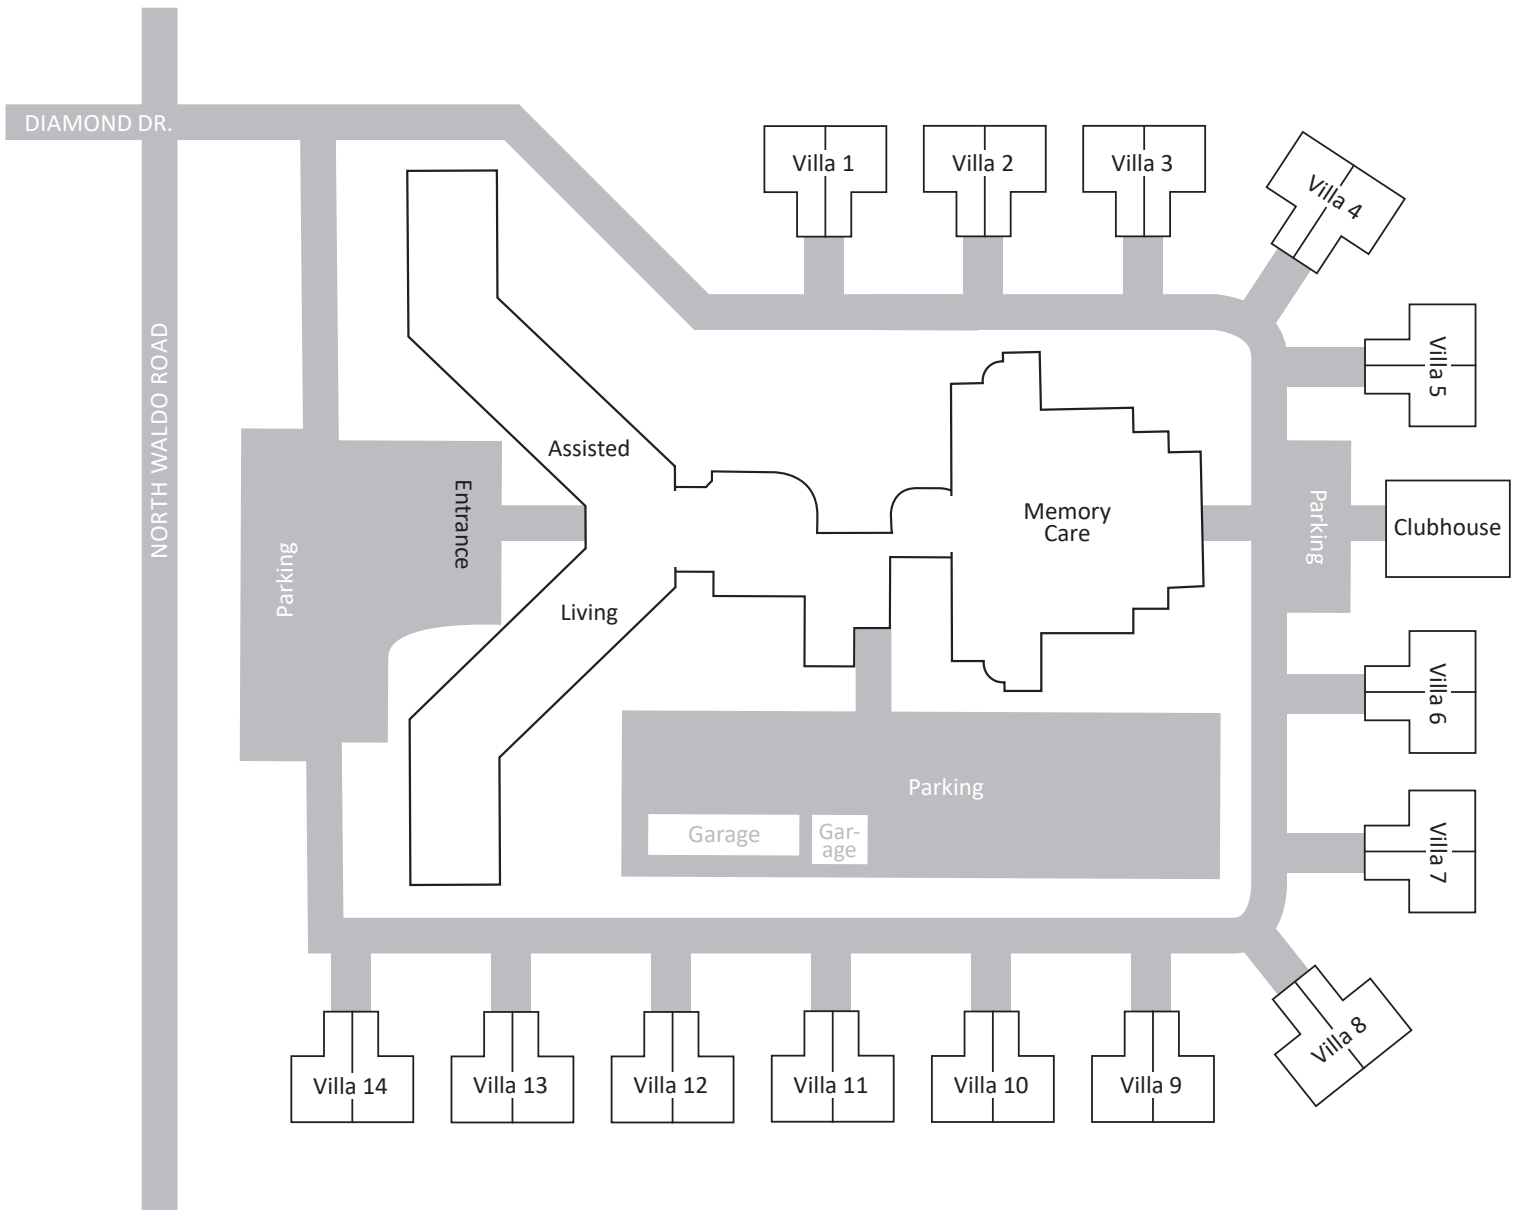 DIAMOND DR.
NORTH WALDO ROAD
Villa 1
Villa 2
Villa 3
Villa 4
Villa 5
Assisted
Living
Entrance
Parking
Memory
Care
Parking
Clubhouse
Villa 6
Villa 7
Parking
Garage
Gar-
age
Villa 8
Villa 14
Villa 13
Villa 12
Villa 11
Villa 10
Villa 9